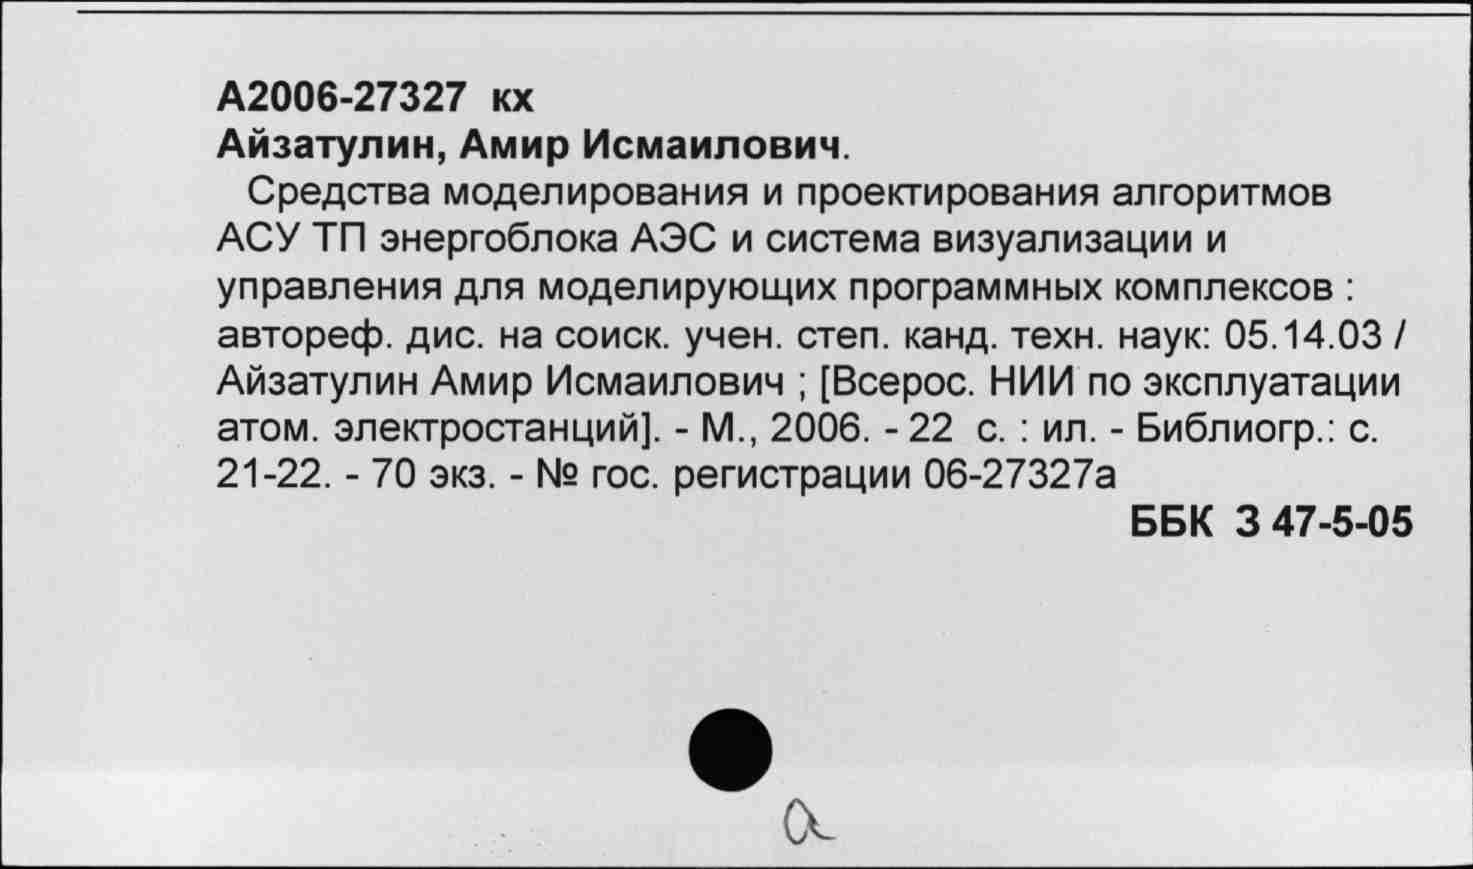 А2006-27327 кх
Айзатулин, Амир Исмаилович.
Средства моделирования и проектирования алгоритмов
АСУ ТП энергоблока АЭС и система визуализации и
управления для моделирующих программных комплексов :
автореф. дис. на соиск. учен. степ. канд. техн. наук: 05.14.03 /
Айзатулин Амир Исмаилович ; [Всерос. НИИ по эксплуатации
атом. электростанций]. - М., 2006. - 22 с. : ил. - Библиогр.: с.
21-22. - 70 экз. - № гос. регистрации 06-27327а
ББК З 47-5-05
а